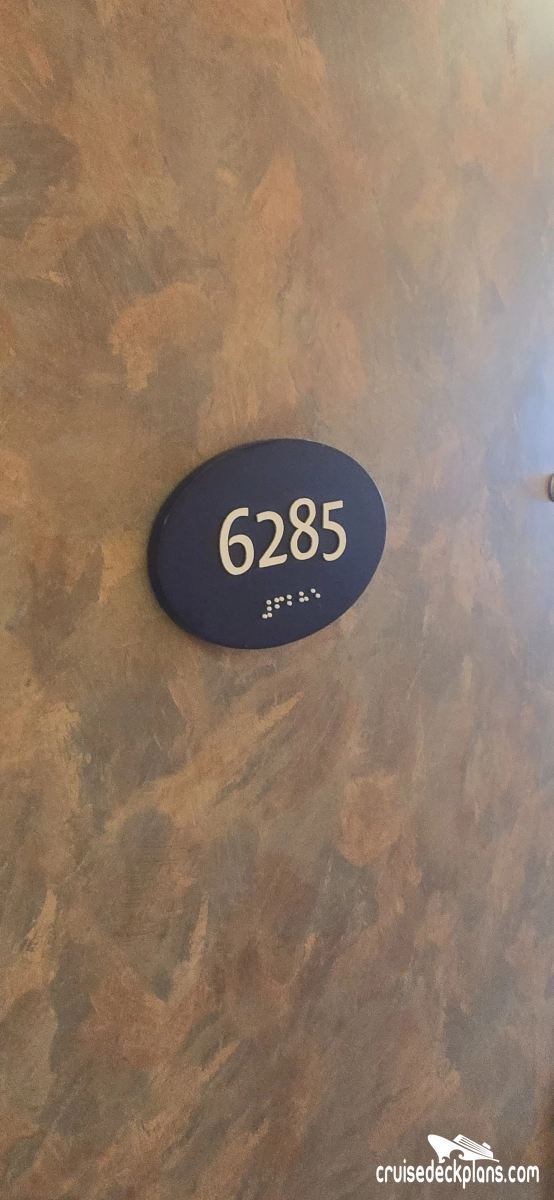 6285
⠼⠋⠃⠓⠑
cruisedeckplans.com